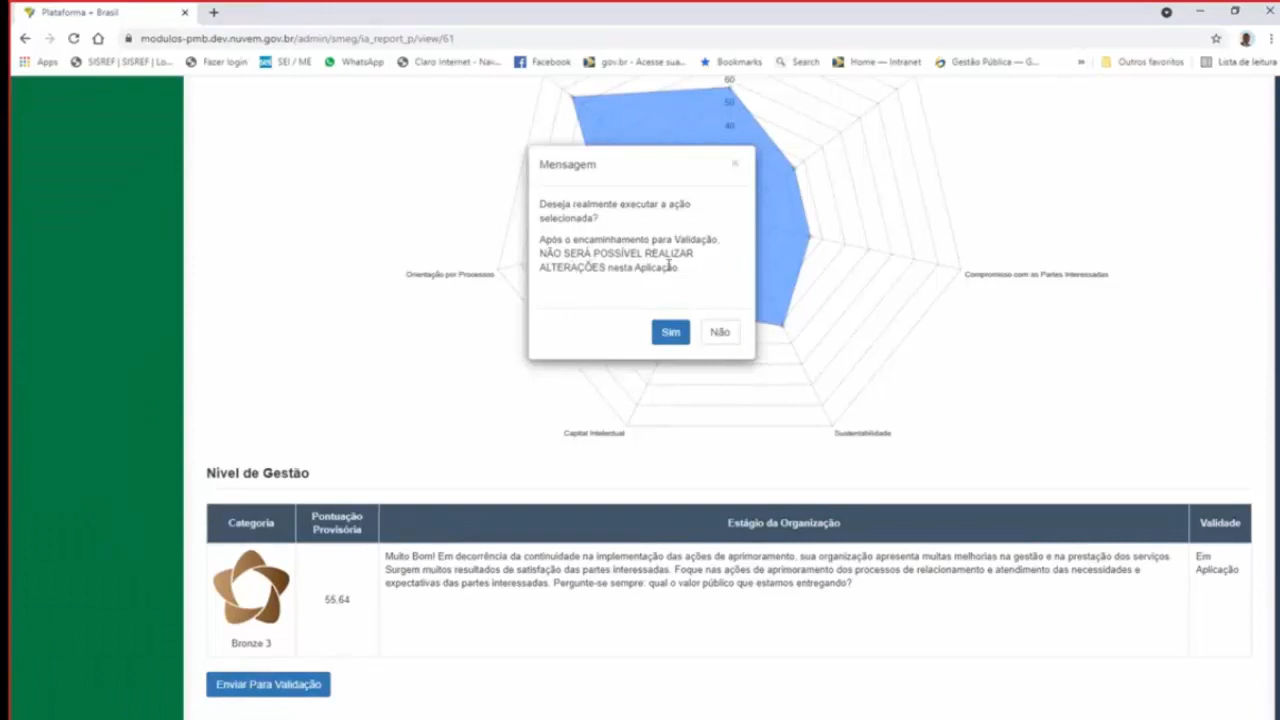 Plataforma + Brasil
modulos-pmb.dev.nuvem.gov.br/admin/smeg/ia_report_p/view/61
Apps SISREF | SISREF | Lo... Fazer login SEI / ME WhatsApp Claro Internet - Nav... Facebook gov.br - Acesse sua... Bookmarks Search Home — Intranet Gestão Pública — G... » Outros favoritos Lista de leitura
60
50
40
Mensagem ×
Deseja realmente executar a ação
selecionada?
Após o encaminhamento para Validação,
NÃO SERÁ POSSÍVEL REALIZAR
ALTERAÇÕES nesta Aplicação
Sim Não
Orientação por Processos
Compromisso com as Partes Interessadas
Capital Intelectual
Sustentabilidade
Nível de Gestão
Categoria
Pontuação
Provisória
Estágio da Organização
Validade
Muito Bom! Em decorrência da continuidade na implementação das ações de aprimoramento, sua organização apresenta muitas melhorias na gestão e na prestação dos serviços.
Surgem muitos resultados de satisfação das partes interessadas. Foque nas ações de aprimoramento dos processos de relacionamento e atendimento das necessidades e
expectativas das partes interessadas. Pergunte-se sempre: qual o valor público que estamos entregando?
Em
Aplicação
55.64
Bronze 3
Enviar Para Validação